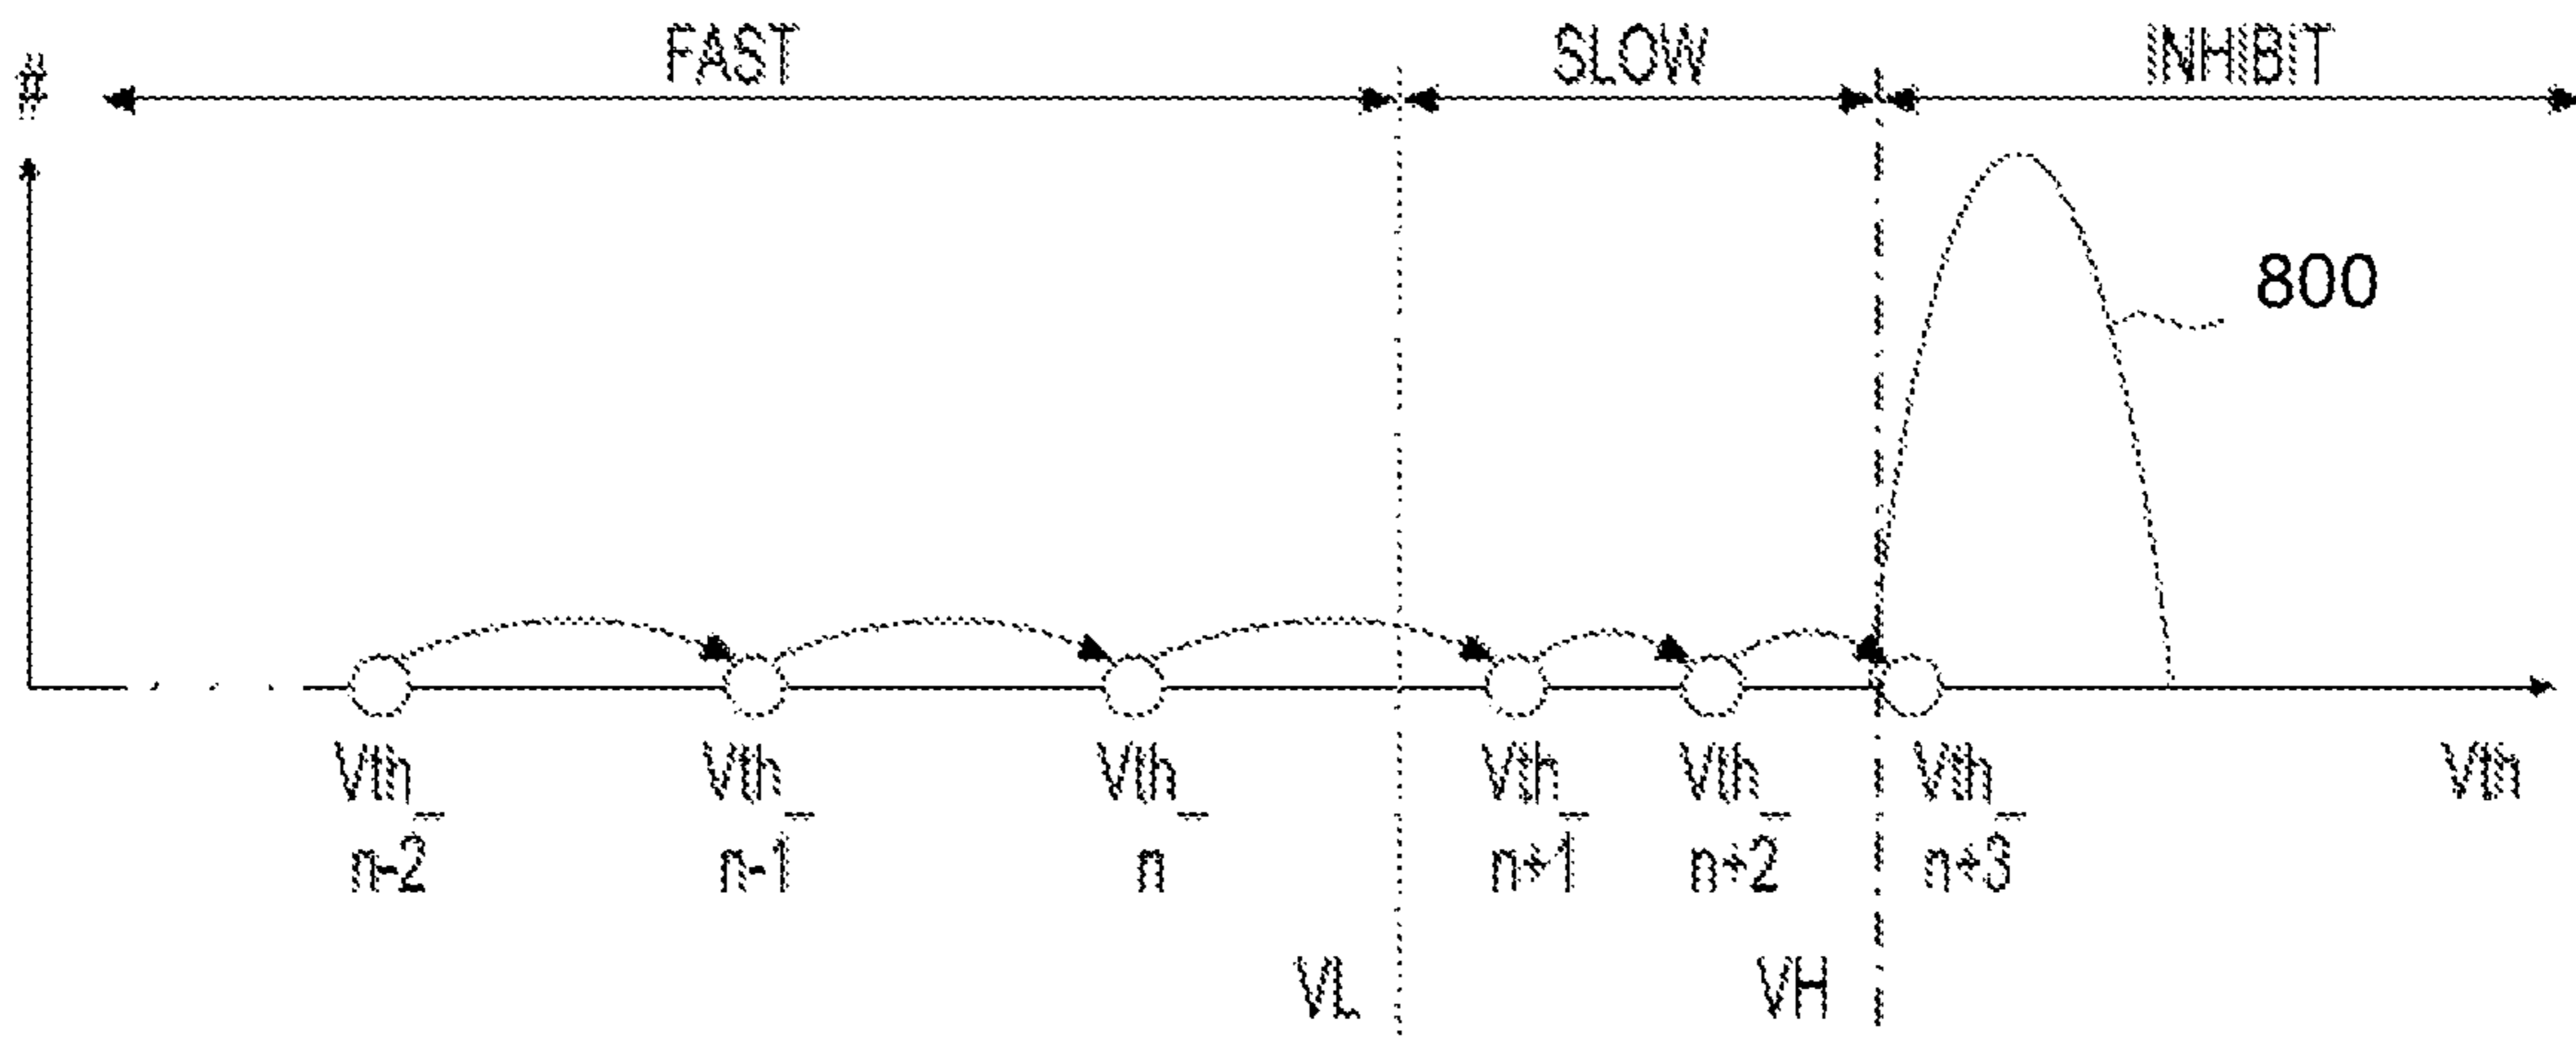 # FAST SLOW INHIBIT
800
Vth_ Vth_ Vth_ Vth_ Vth_ Vth_ Vth
n-2 n-1 n n+1 n+2 n+3
VL VH